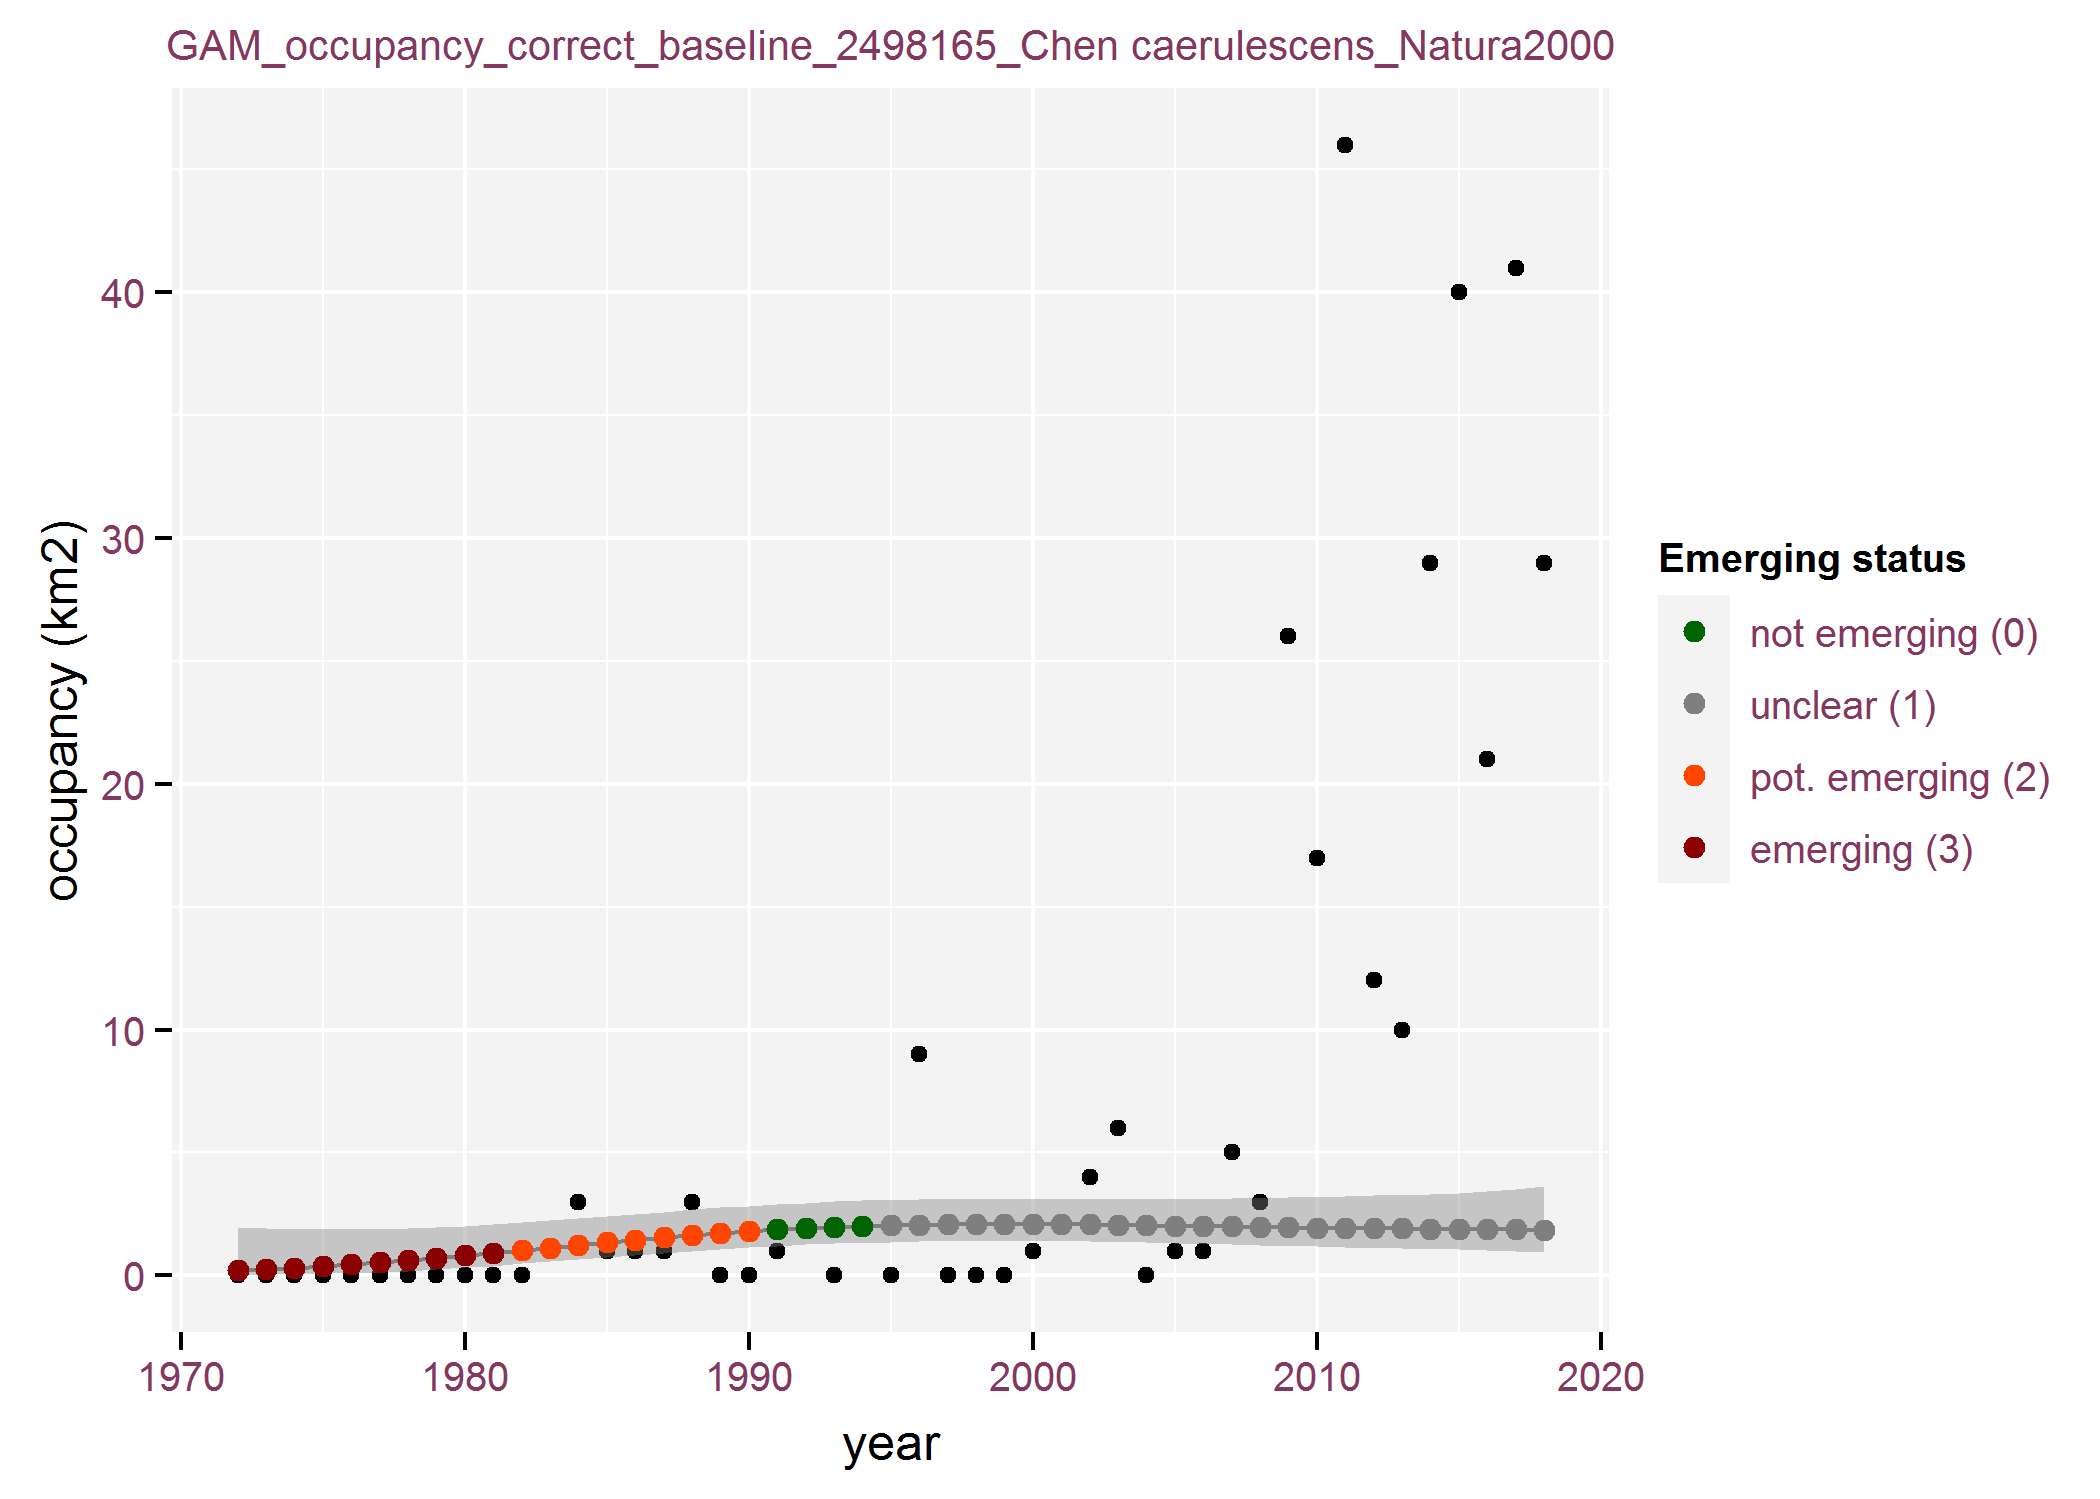 GAM_occupancy_correct_baseline_2498165_Chen caerulescens_Natura2000
occupancy (km2)
40
30
20
10
0
1970 1980 1990 2000 2010 2020
year
Emerging status
not emerging (0)
unclear (1)
pot. emerging (2)
emerging (3)